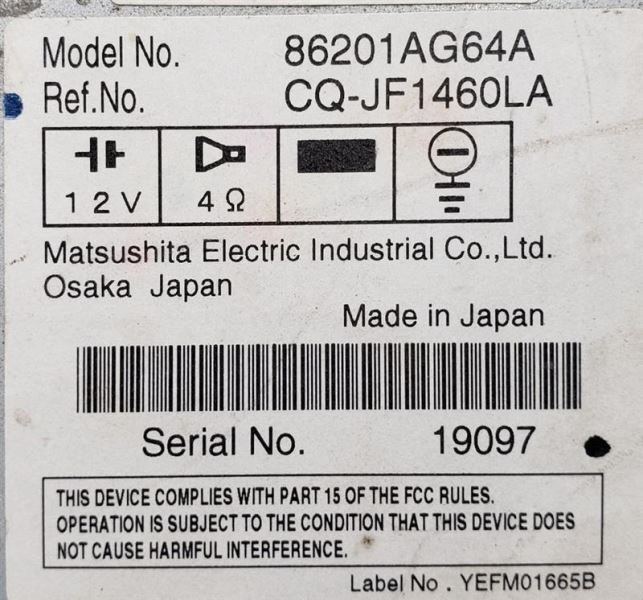 Model No. 86201AG64A
Ref.No. CQ-JF1460LA
12V 4Ω
Matsushita Electric Industrial Co.,Ltd.
Osaka Japan
Made in Japan
Serial No. 19097
THIS DEVICE COMPLIES WITH PART 15 OF THE FCC RULES.
OPERATION IS SUBJECT TO THE CONDITION THAT THIS DEVICE DOES
NOT CAUSE HARMFUL INTERFERENCE.
Label No . YEFM01665B